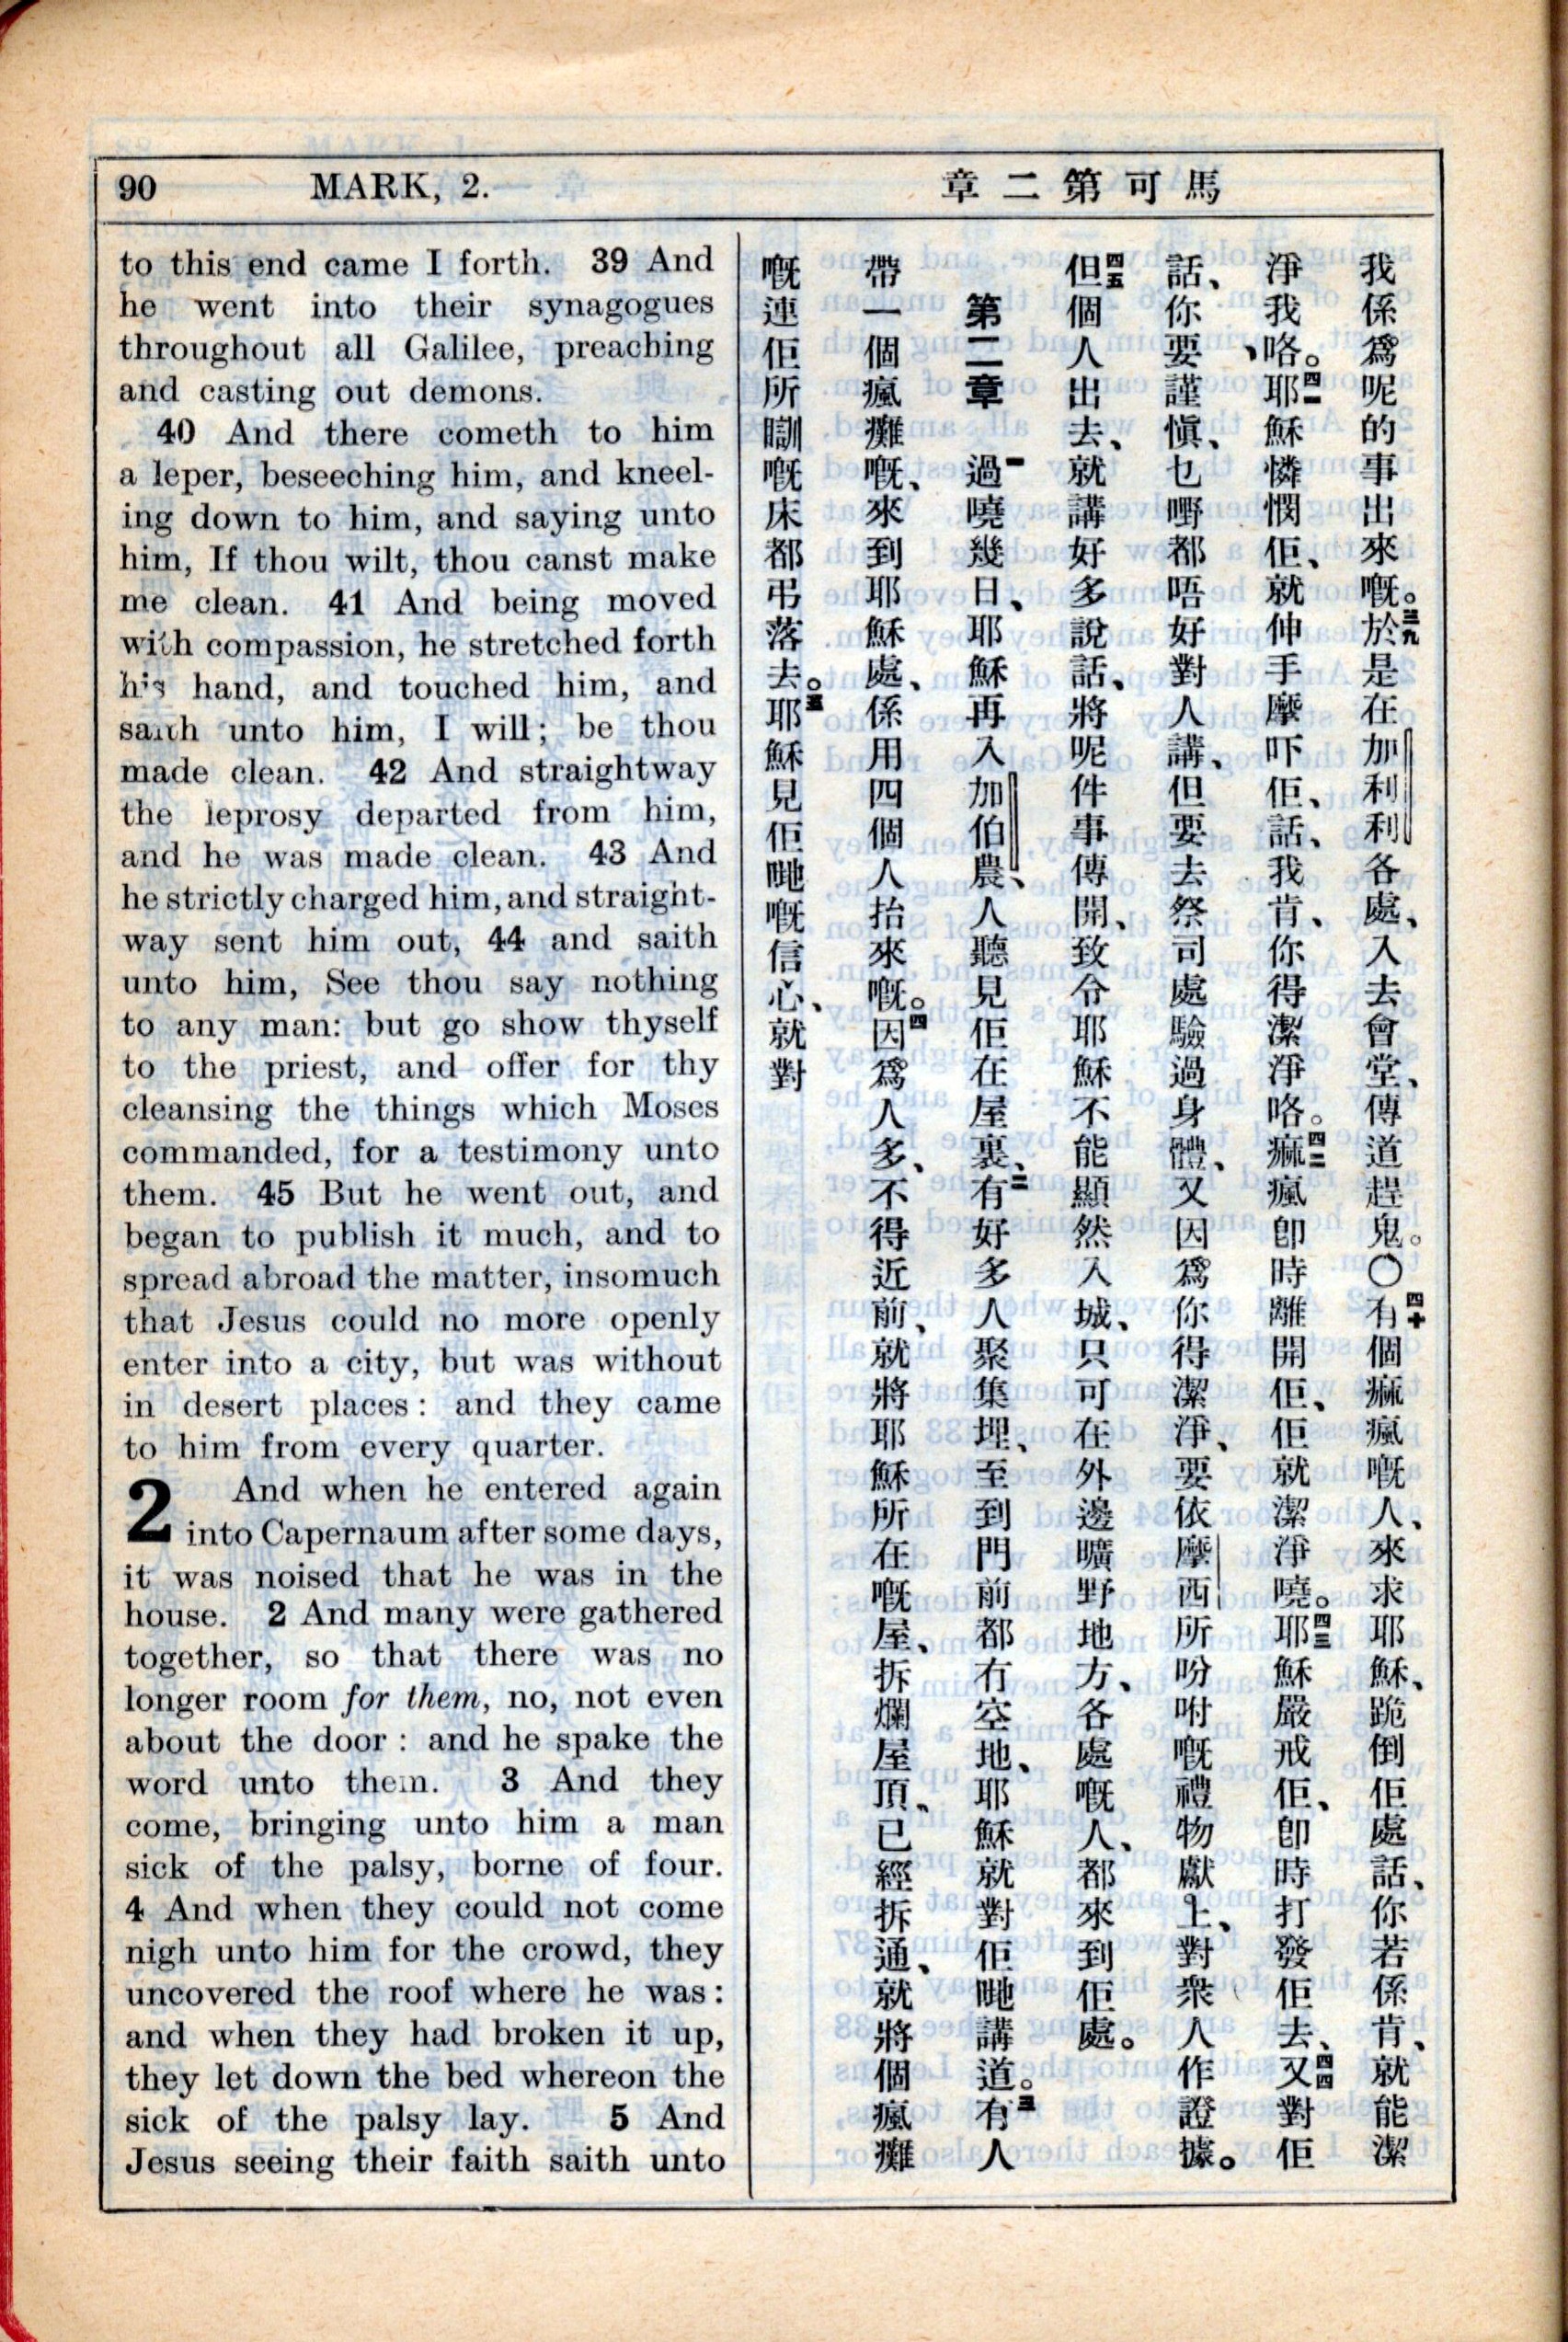 90 MARK, 2.
馬可第二章
to this end came I forth. 39 And
he went into their synagogues
throughout all Galilee, preaching
and casting out demons.
40 And there cometh to him
a leper, beseeching him, and kneel-
ing down to him, and saying unto
him, If thou wilt, thou canst make
me clean. 41 And being moved
with compassion, he stretched forth
his hand, and touched him, and
saith unto him, I will; be thou
made clean. 42 And straightway
the leprosy departed from him,
and he was made clean. 43 And
he strictly charged him, and straight-
way sent him out, 44 and saith
unto him, See thou say nothing
to any man: but go show thyself
to the priest, and offer for thy
cleansing the things which Moses
commanded, for a testimony unto
them. 45 But he went out, and
began to publish it much, and to
spread abroad the matter, insomuch
that Jesus could no more openly
enter into a city, but was without
in desert places: and they came
to him from every quarter.
2 And when he entered again
into Capernaum after some days,
it was noised that he was in the
house. 2 And many were gathered
together, so that there was no
longer room for them, no, not even
about the door: and he spake the
word unto them. 3 And they
come, bringing unto him a man
sick of the palsy, borne of four.
4 And when they could not come
nigh unto him for the crowd, they
uncovered the roof where he was:
and when they had broken it up,
they let down the bed whereon the
sick of the palsy lay. 5 And
Jesus seeing their faith saith unto
我係爲呢的事出來嘅。三九於是在加利利各處、入去會堂、傳道趕鬼。〇四十有個痲瘋嘅人、來求耶穌、跪倒佢處話、你若係肯、就能潔
淨我咯。四一耶穌憐憫佢、就伸手摩吓佢、話、我肯、你得潔淨咯。四二痲瘋卽時離開佢、佢就潔淨嘵。四三耶穌嚴戒佢、卽時打發佢去、四四又對佢
話、你要、謹愼、乜嘢都唔好對人講、但要去祭司處驗過身體、又因爲你得潔淨、要依摩西所吩咐嘅禮物獻上、對衆人作證據。
四五但個人出去、就講好多說話、將呢件事傳開、致令耶穌不能顯然入城、只可在外邊曠野地方、各處嘅人、都來到佢處。
第二章 一過嘵幾日、耶穌再入加伯農、人聽見佢在屋裏、二有好多人聚集埋、至到門前都冇空地、耶穌就對佢哋講道。三有人
帶一個瘋癱嘅、來到耶穌處、係用四個人抬來嘅。四因爲人多、不得近前、就將耶穌所在嘅屋、拆爛屋頂、已經拆通、就將個瘋癱
嘅連佢所瞓嘅床都弔落去。五耶穌見佢哋嘅信心、就對